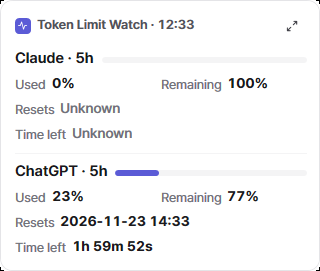 Token Limit Watch · 12:33
Claude · 5h
Used 0% Remaining 100%
Resets Unknown
Time left Unknown
ChatGPT · 5h
Used 23% Remaining 77%
Resets 2026-11-23 14:33
Time left 1h 59m 52s